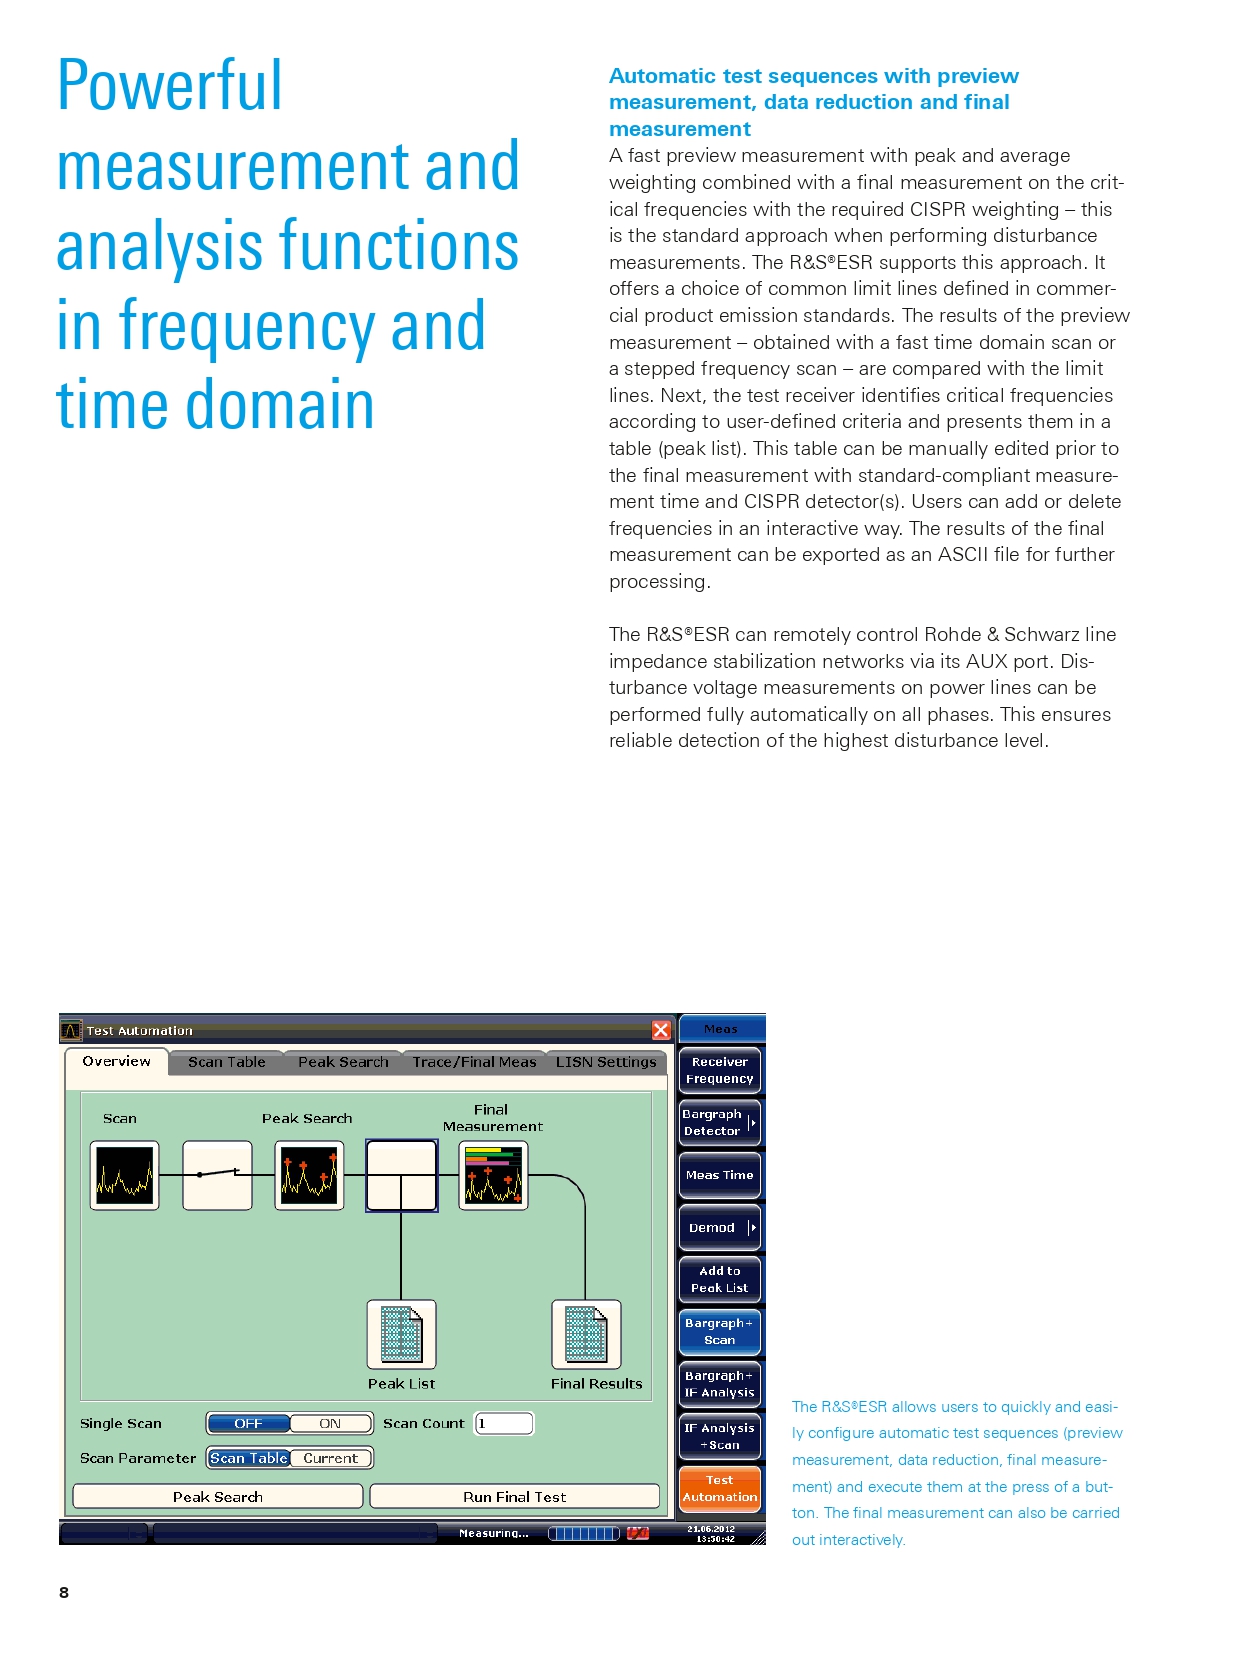 Powerful
measurement and
analysis functions
in frequency and
time domain
Automatic test sequences with preview
measurement, data reduction and final
measurement
A fast preview measurement with peak and average
weighting combined with a final measurement on the crit-
ical frequencies with the required CISPR weighting – this
is the standard approach when performing disturbance
measurements. The R&S®ESR supports this approach. It
offers a choice of common limit lines defined in commer-
cial product emission standards. The results of the preview
measurement – obtained with a fast time domain scan or
a stepped frequency scan – are compared with the limit
lines. Next, the test receiver identifies critical frequencies
according to user-defined criteria and presents them in a
table (peak list). This table can be manually edited prior to
the final measurement with standard-compliant measure-
ment time and CISPR detector(s). Users can add or delete
frequencies in an interactive way. The results of the final
measurement can be exported as an ASCII file for further
processing.
The R&S®ESR can remotely control Rohde & Schwarz line
impedance stabilization networks via its AUX port. Dis-
turbance voltage measurements on power lines can be
performed fully automatically on all phases. This ensures
reliable detection of the highest disturbance level.
Test Automation
Overview Scan Table Peak Search Trace/Final Meas LISN Settings
Scan
Peak Search
Final
Measurement
Peak List
Final Results
Single Scan OFF ON Scan Count 1
Scan Parameter Scan Table Current
Peak Search Run Final Test
Measuring... 21.06.2012
13:50:42
Meas
Receiver
Frequency
Bargraph
Detector
Meas Time
Demod
Add to
Peak List
Bargraph+
Scan
Bargraph+
IF Analysis
IF Analysis
+Scan
Test
Automation
The R&S®ESR allows users to quickly and easi-
ly configure automatic test sequences (preview
measurement, data reduction, final measure-
ment) and execute them at the press of a but-
ton. The final measurement can also be carried
out interactively.
8